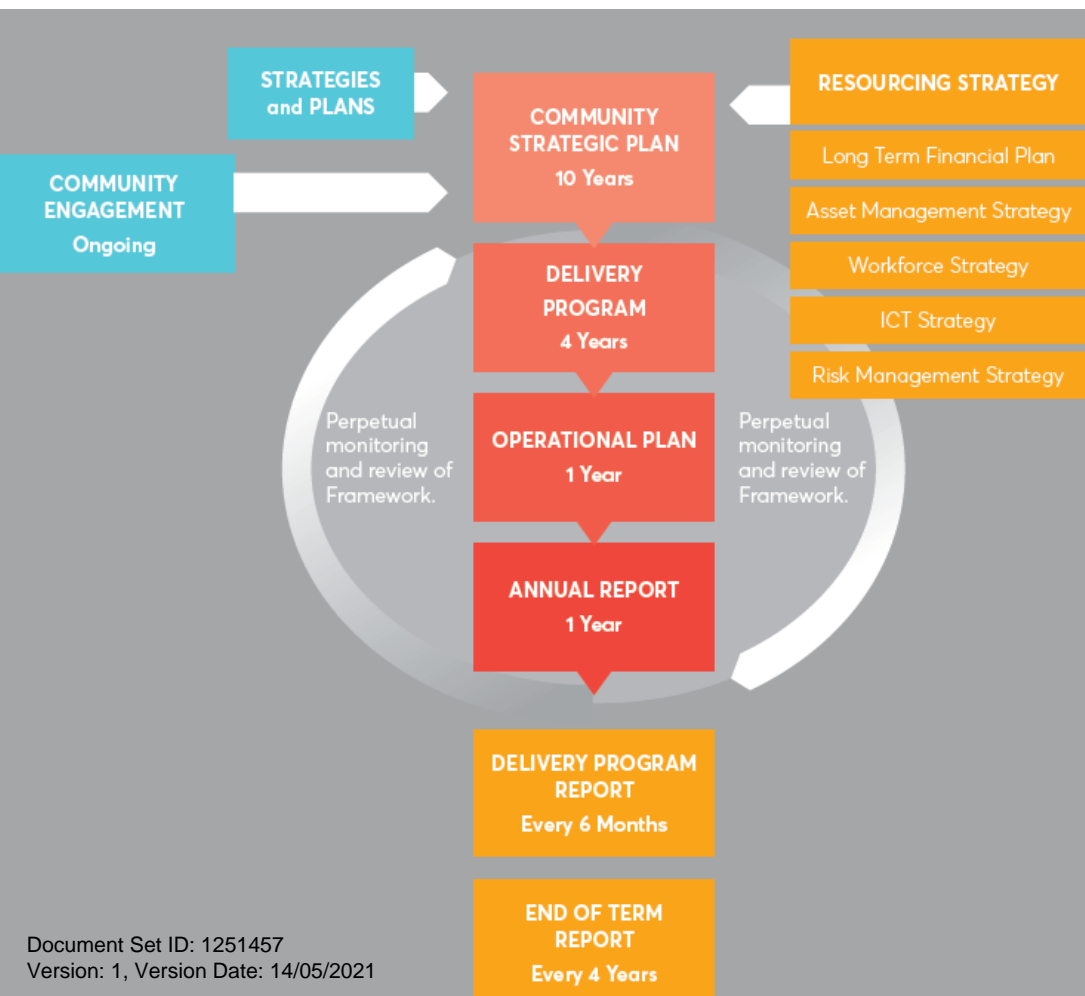 STRATEGIES
and PLANS
COMMUNITY
ENGAGEMENT
Ongoing
COMMUNITY
STRATEGIC PLAN
10 Years
RESOURCING STRATEGY
Long Term Financial Plan
Asset Management Strategy
Workforce Strategy
ICT Strategy
Risk Management Strategy
DELIVERY
PROGRAM
4 Years
Perpetual
monitoring
and review of
Framework.
OPERATIONAL PLAN
1 Year
Perpetual
monitoring
and review of
Framework.
ANNUAL REPORT
1 Year
DELIVERY PROGRAM
REPORT
Every 6 Months
END OF TERM
REPORT
Every 4 Years
Document Set ID: 1251457
Version: 1, Version Date: 14/05/2021